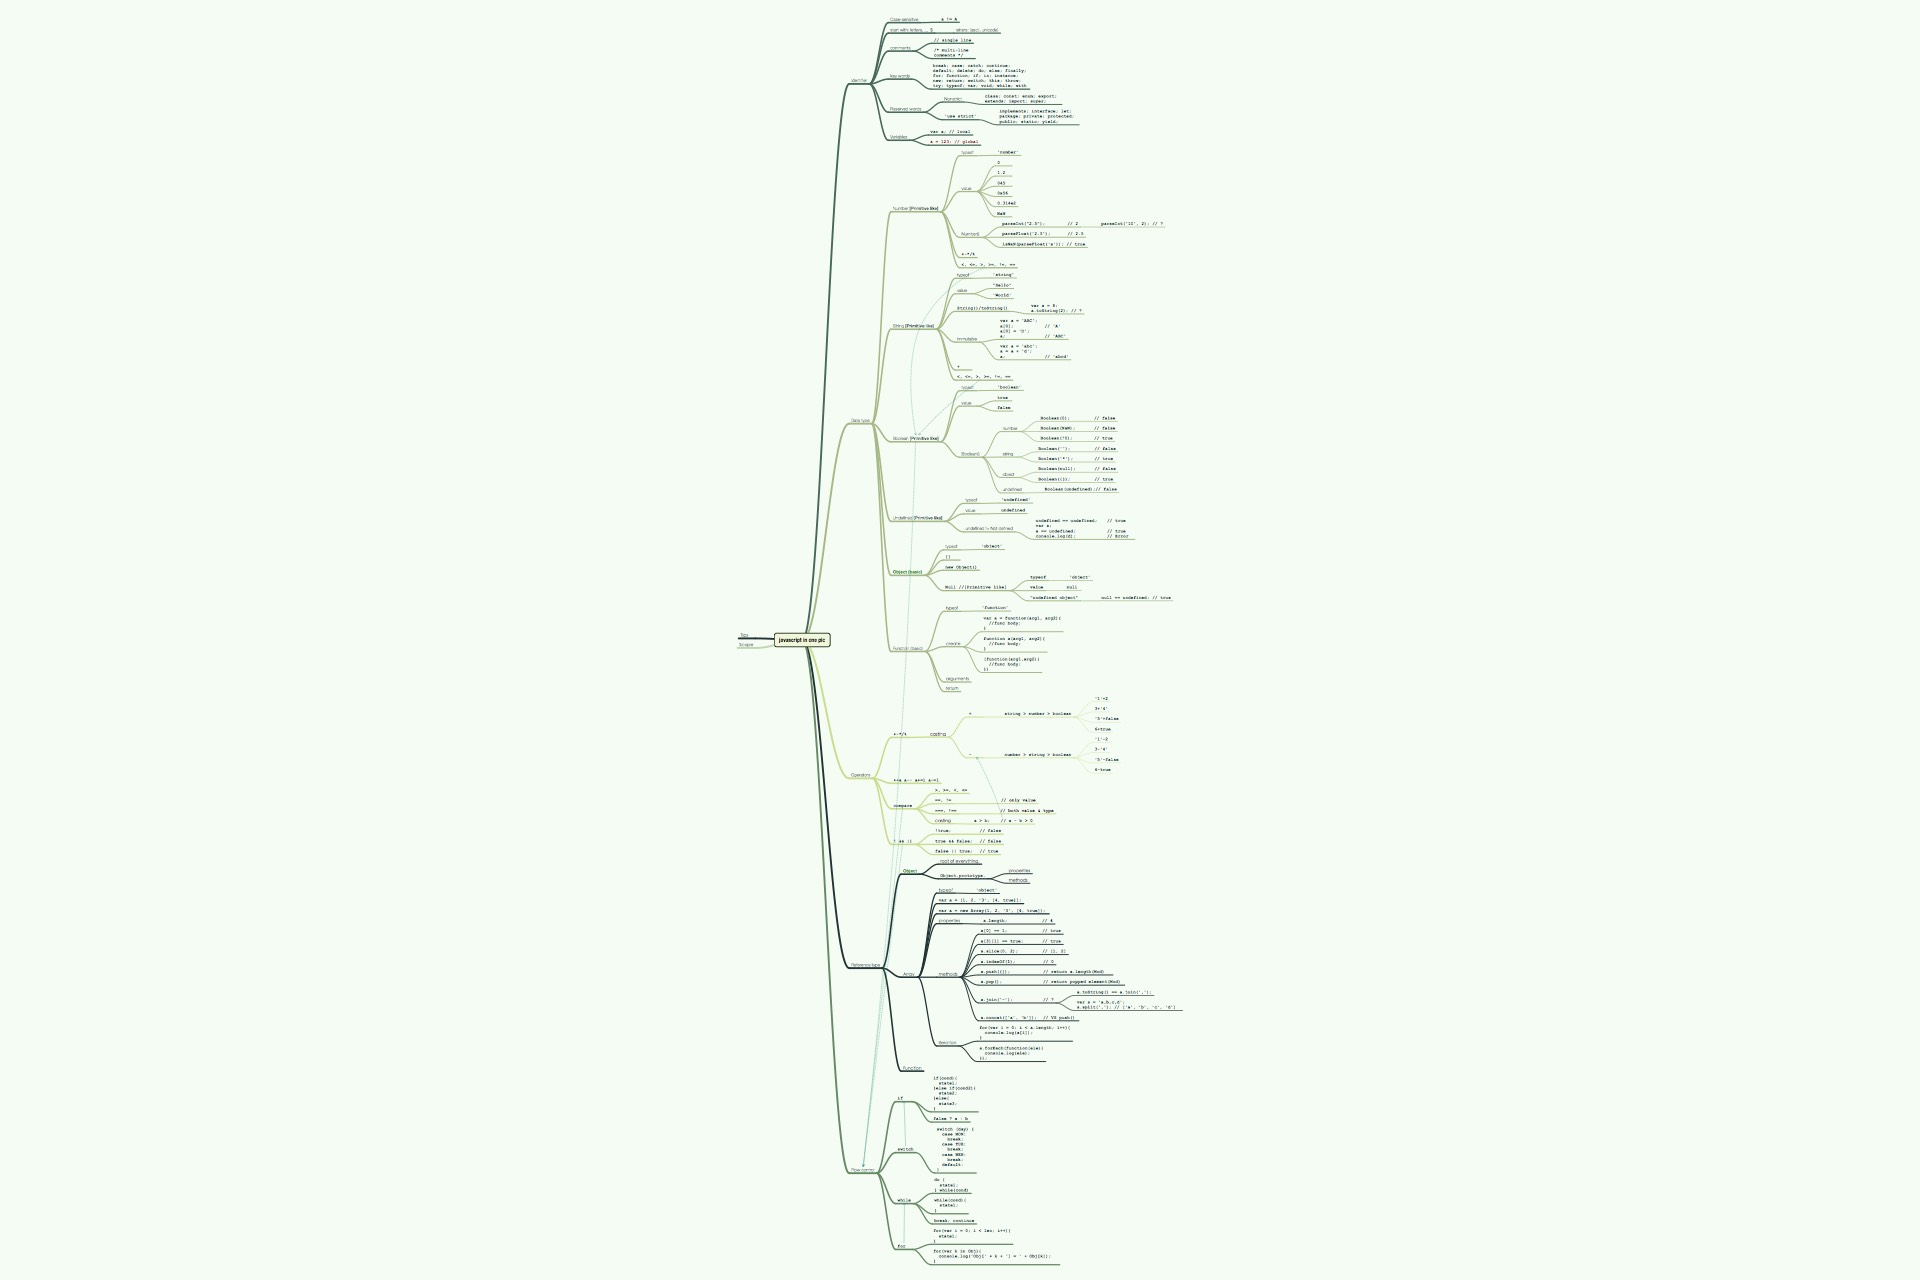 Case-sensitive
a != A
start with: letters, _, $
letters: {ascii, unicode}
comments
// single line
/* multi-line
comments */
Identifier
key words
break; case; catch; continue;
default; delete; do; else; finally;
for; function; if; in; instance;
new; return; switch; this; throw;
try; typeof; var; void; while; with
Reserved words
Nonstrict
class; const; enum; export;
extends; import; super;
'use strict'
implements; interface; let;
package; private; protected;
public; static; yield;
Variables
var a; // local
a = 123; // global
Data type
Number [Primitive like]
typeof
'number'
value
0
1.2
045
0x56
0.314e2
NaN
Number()
parseInt("2.3"); // 2
parseInt('10', 2); // ?
parseFloat("2.3"); // 2.3
isNaN(parseFloat('a')); // true
+-*/%
<, <=, >, >=, !=, ==
String [Primitive like]
typeof
'string'
value
"Hello"
'World'
String()/toString()
var a = 5;
a.toString(2); // ?
immutable
var a = 'ABC';
a[0]; // 'A'
a[0] = 'D';
a; // 'ABC'
var a = 'abc';
a = a + 'd';
a; // 'abcd'
+
<, <=, >, >=, !=, ==
Boolean [Primitive like]
typeof
'boolean'
value
true
false
Boolean()
number
Boolean(0); // false
Boolean(NaN); // false
Boolean(!0); // true
string
Boolean(''); // false
Boolean('*'); // true
object
Boolean(null); // false
Boolean({}); // true
undefined
Boolean(undefined);// false
Undefined [Primitive like]
typeof
'undefined'
value
undefined
undefined != Not defined
undefined == undefined; // true
var a;
a == undefined; // true
console.log(d); // Error
Object (basic)
typeof
'object'
{}
new Object()
Null //[Primitive like]
typeof
'object'
value
null
"undefined object"
null == undefined; // true
Function (basic)
typeof
'function'
create
var a = function(arg1, arg2){
//func body;
}
function a(arg1, arg2){
//func body;
}
(function(arg1,arg2){
//func body;
})
arguments
return
Tips
Scope
javascript in one pic
Operators
+-*/%
casting
+
string > number > boolean
'1'+2
3+'4'
'5'+false
6+true
-
number > string > boolean
'1'-2
3-'4'
'5'-false
6-true
compare
>, >=, <, <=
==, !=
// only value
===, !==
// both value & type
casting
a > b; // a - b > 0
! && ||
!true; // false
true && false; // false
false || true; // true
Reference type
Object
root of everything
Object.prototype.
properties
methods
Array
typeof
'object'
var a = [1, 2, '3', [4, true]];
var a = new Array(1, 2, '3', [4, true]);
properties
a.length; // 4
methods
a[0] == 1; // true
a[3][1] == true; // true
a.slice(0, 2); // [1, 2]
a.indexOf(1); // 0
a.push({}); // return a.length(Mod)
a.pop(); // return popped element(Mod)
a.join('-'); // ?
a.toString() == a.join(',');
var s = 'a,b,c,d';
s.split(','); // ['a', 'b', 'c', 'd']
a.concat(['a', 'b']); // VS push()
Iteration
for(var i = 0; i < a.length; i++){
console.log(a[i]);
}
a.forEach(function(ele){
console.log(ele);
});
Function
Flow control
if
if(cond){
state1;
}else if(cond2){
state2;
}else{
state3;
}
false ? a : b
switch
switch (day) {
case MON:
break;
case TUE:
break;
case WED:
break;
default:
}
while
do {
state1;
} while(cond)
while(cond){
state1;
}
break; continue
for
for(var i = 0; i < len; i++){
state1;
}
for(var k in Obj){
console.log('Obj[' + k + '] = ' + Obj[k]);
}